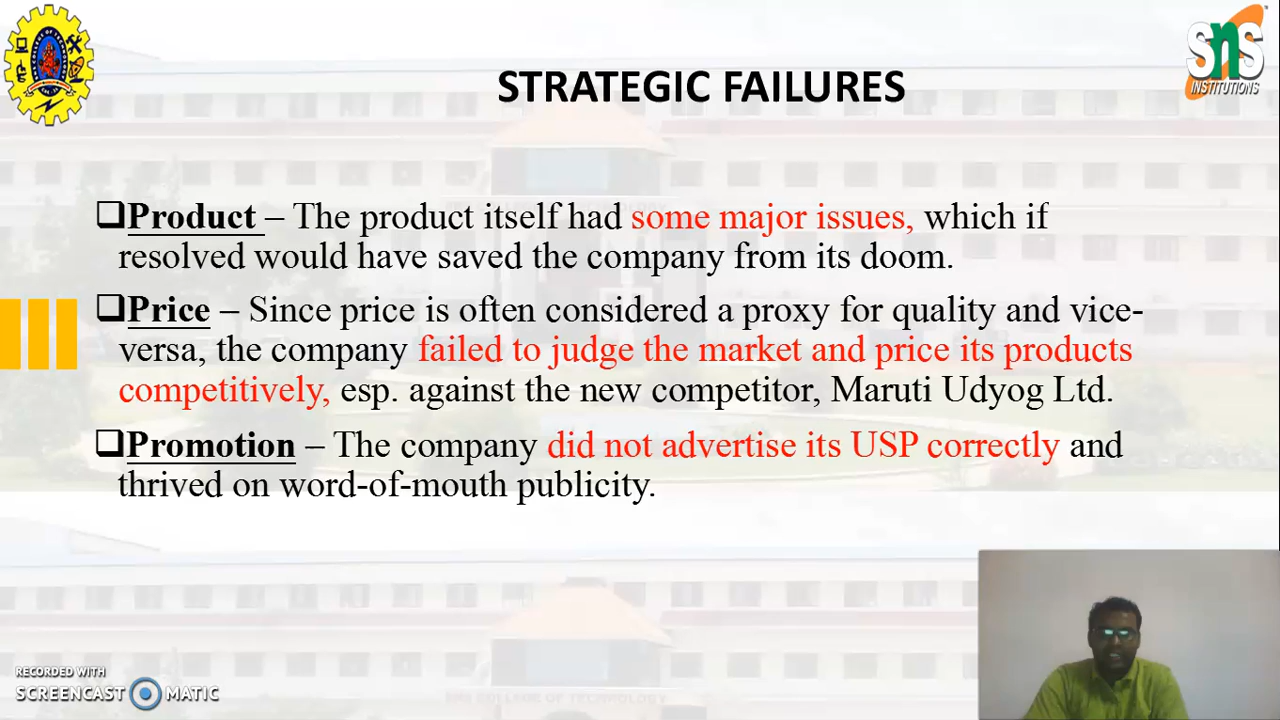 SNS
INSTITUTIONS
STRATEGIC FAILURES
❑Product – The product itself had some major issues, which if
resolved would have saved the company from its doom.
❑Price – Since price is often considered a proxy for quality and vice-
versa, the company failed to judge the market and price its products
competitively, esp. against the new competitor, Maruti Udyog Ltd.
❑Promotion – The company did not advertise its USP correctly and
thrived on word-of-mouth publicity.
RECORDED WITH
SCREENCAST MATIC